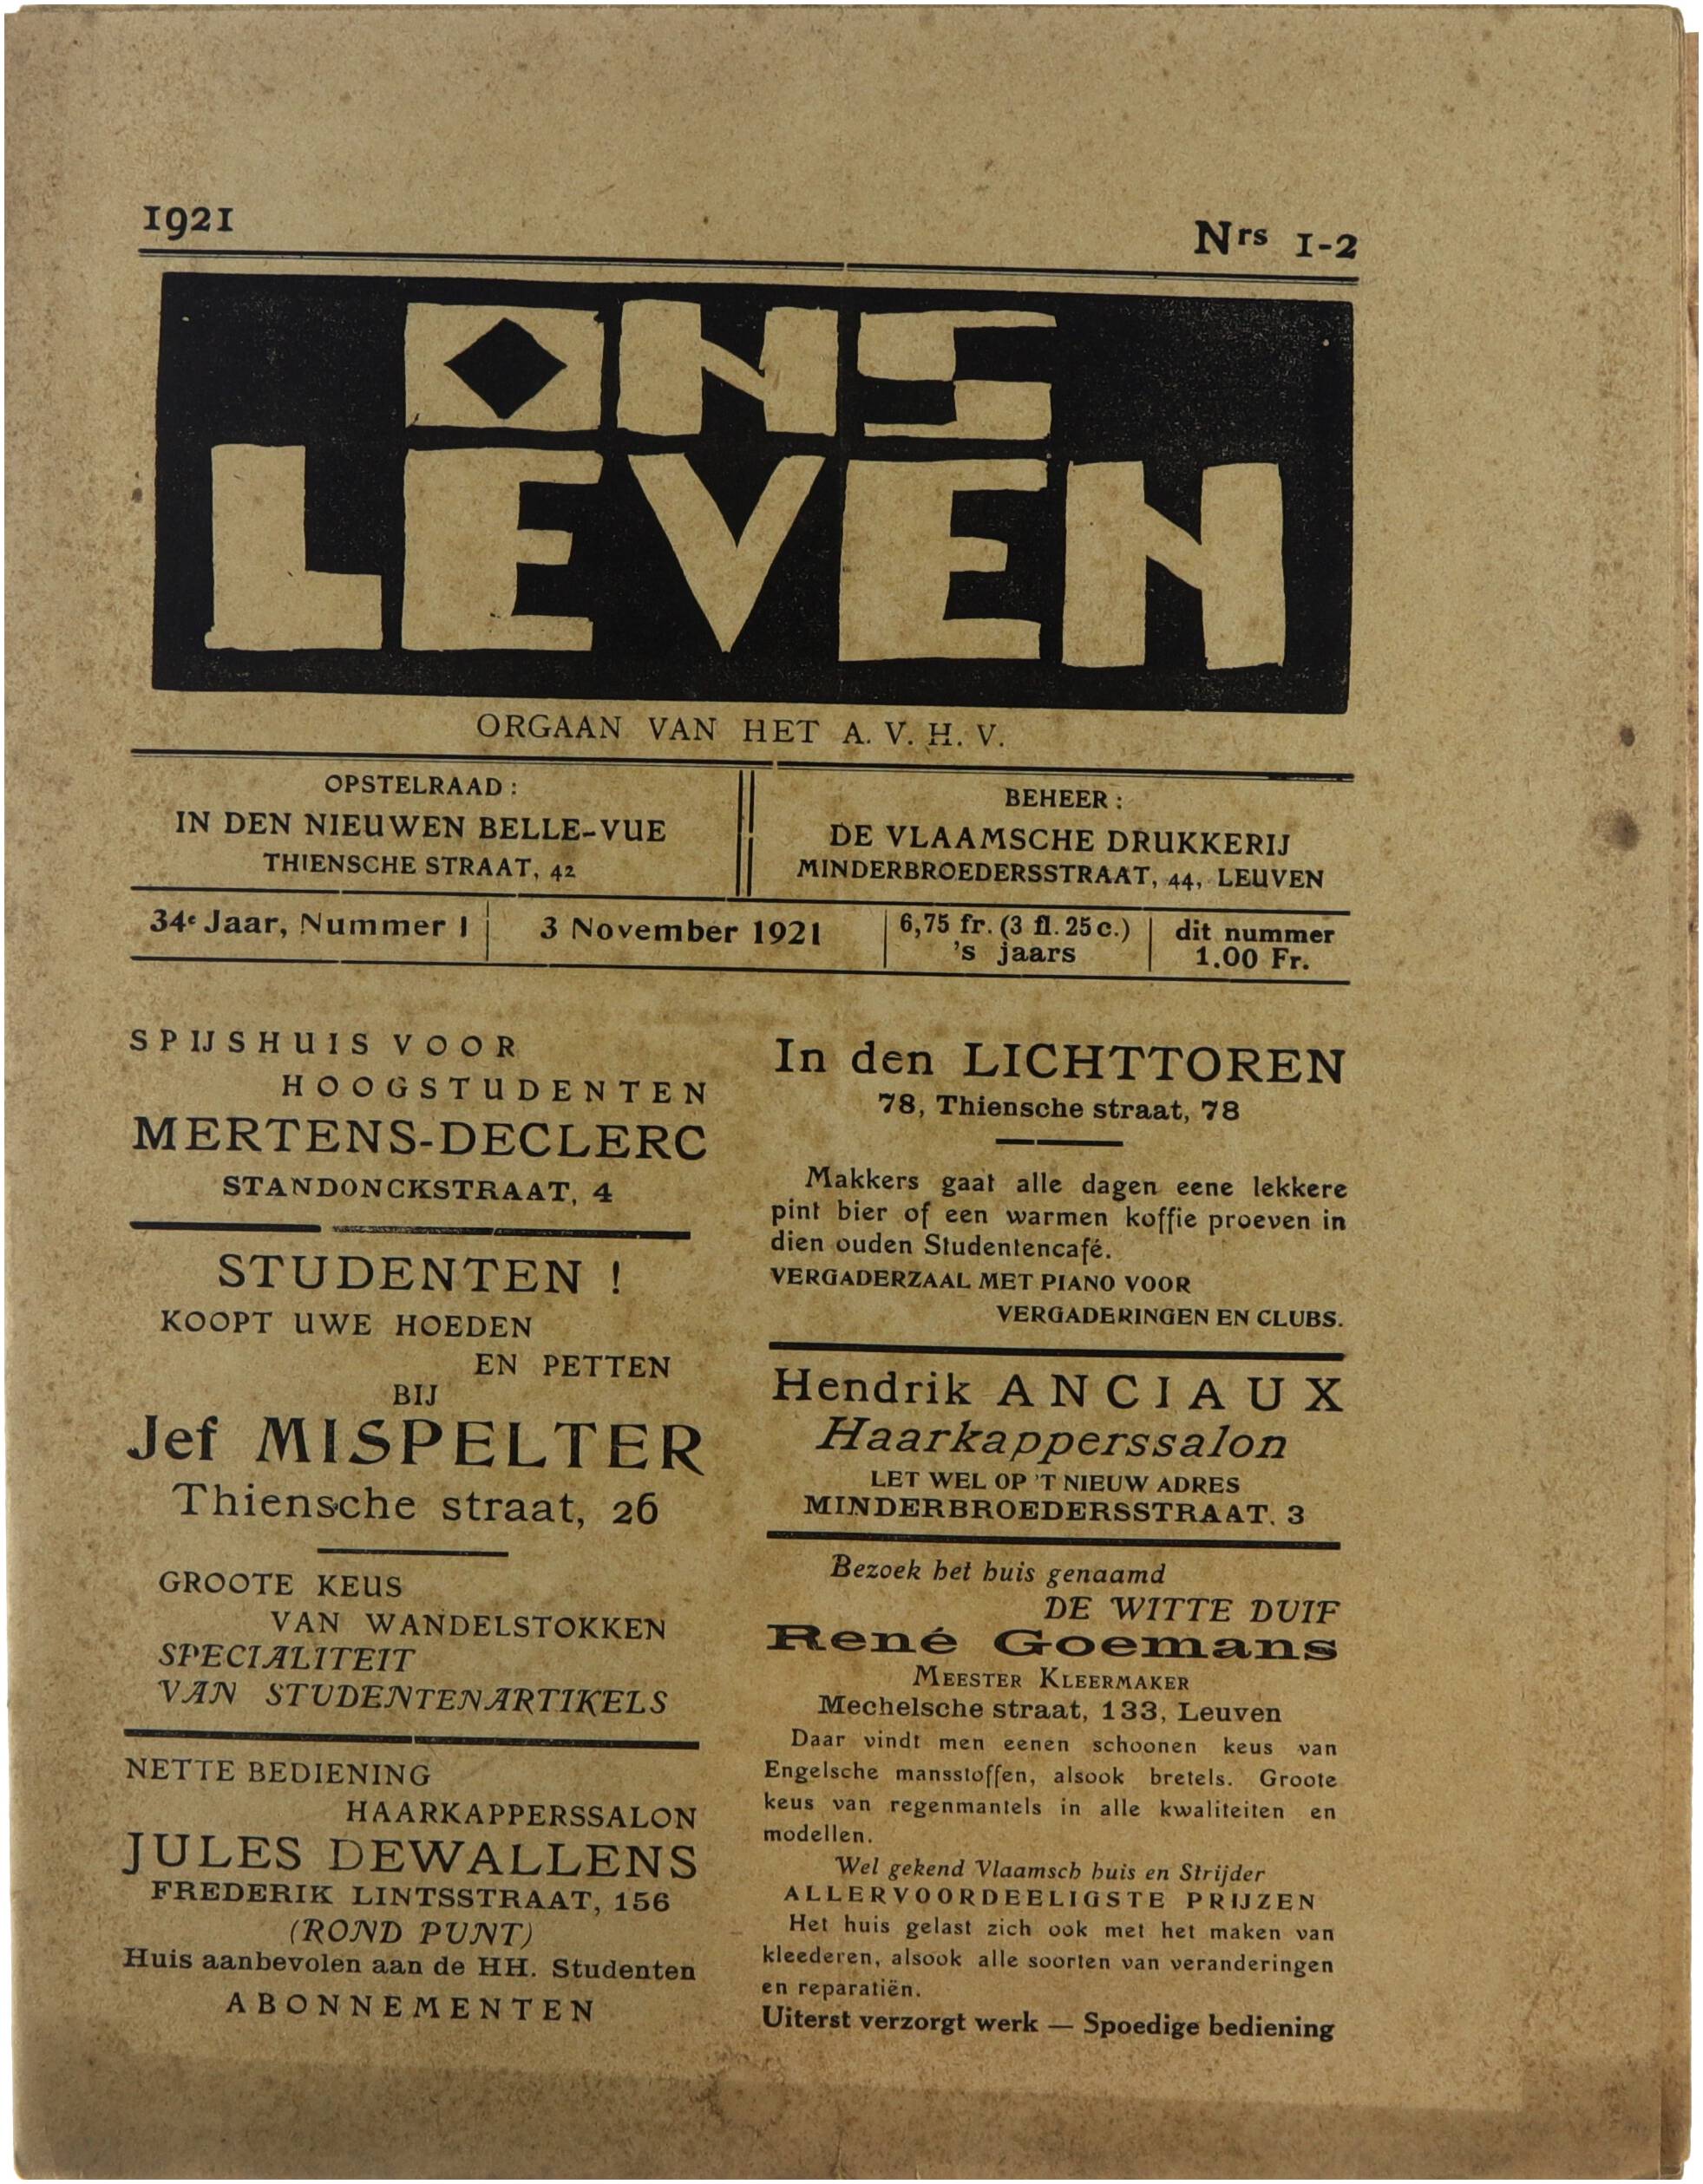 1921
Nrs 1-2
ONS
LEVEN
ORGAAN VAN HET A. V. H. V.
OPSTELRAAD :
IN DEN NIEUWEN BELLE-VUE
THIENSCHE STRAAT, 42
BEHEER :
DE VLAAMSCHE DRUKKERIJ
MINDERBROEDERSSTRAAT, 44, LEUVEN
34e Jaar, Nummer 1
3 November 1921
6,75 fr. (3 fl. 25 c.)
's jaars
dit nummer
1.00 Fr.
SPIJSHUIS VOOR
HOOGSTUDENTEN
MERTENS-DECLERC
STANDONCKSTRAAT, 4
STUDENTEN !
KOOPT UWE HOEDEN
EN PETTEN
BIJ
Jef MISPELTER
Thiensche straat, 26
GROOTE KEUS
VAN WANDELSTOKKEN
SPECIALITEIT
VAN STUDENTENARTIKELS
NETTE BEDIENING
HAARKAPPERSSALON
JULES DEWALLENS
FREDERIK LINTSSTRAAT, 156
(ROND PUNT)
Huis aanbevolen aan de HH. Studenten
ABONNEMENTEN
In den LICHTTOREN
78, Thiensche straat, 78
Makkers gaat alle dagen eene lekkere
pint bier of een warmen koffie proeven in
dien ouden Studentencafé.
VERGADERZAAL MET PIANO VOOR
VERGADERINGEN EN CLUBS.
Hendrik ANCIAUX
Haarkapperssalon
LET WEL OP 'T NIEUW ADRES
MINDERBROEDERSSTRAAT. 3
Bezoek het huis genaamd
DE WITTE DUIF
René Goemans
MEESTER KLEERMAKER
Mechelsche straat, 133, Leuven
Daar vindt men eenen schoonen keus van
Engelsche mansstoffen, alsook bretels. Groote
keus van regenmantels in alle kwaliteiten en
modellen.
Wel gekend Vlaamsch huis en Strijder
ALLERVOORDEELIGSTE PRIJZEN
Het huis gelast zich ook met het maken van
kleederen, alsook alle soorten van veranderingen
en reparatiën.
Uiterst verzorgt werk — Spoedige bediening